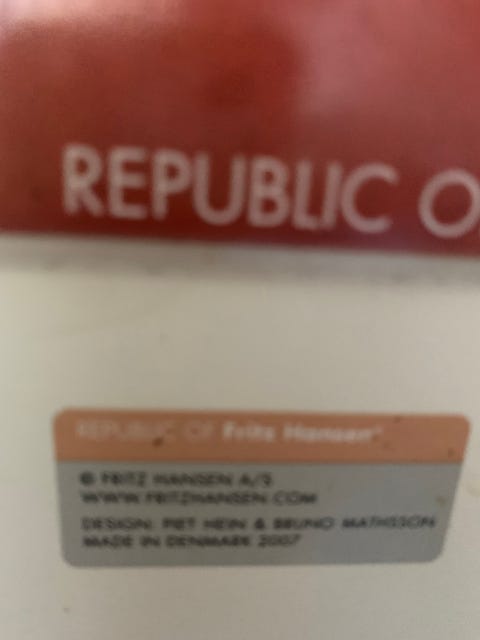 REPUBLIC O
REPUBLIC OF Fritz Hansen®
© FRITZ HANSEN A/S
WWW.FRITZHANSEN.COM
DESIGN: PIET HEIN & BRUNO MATHSSON
MADE IN DENMARK 2007